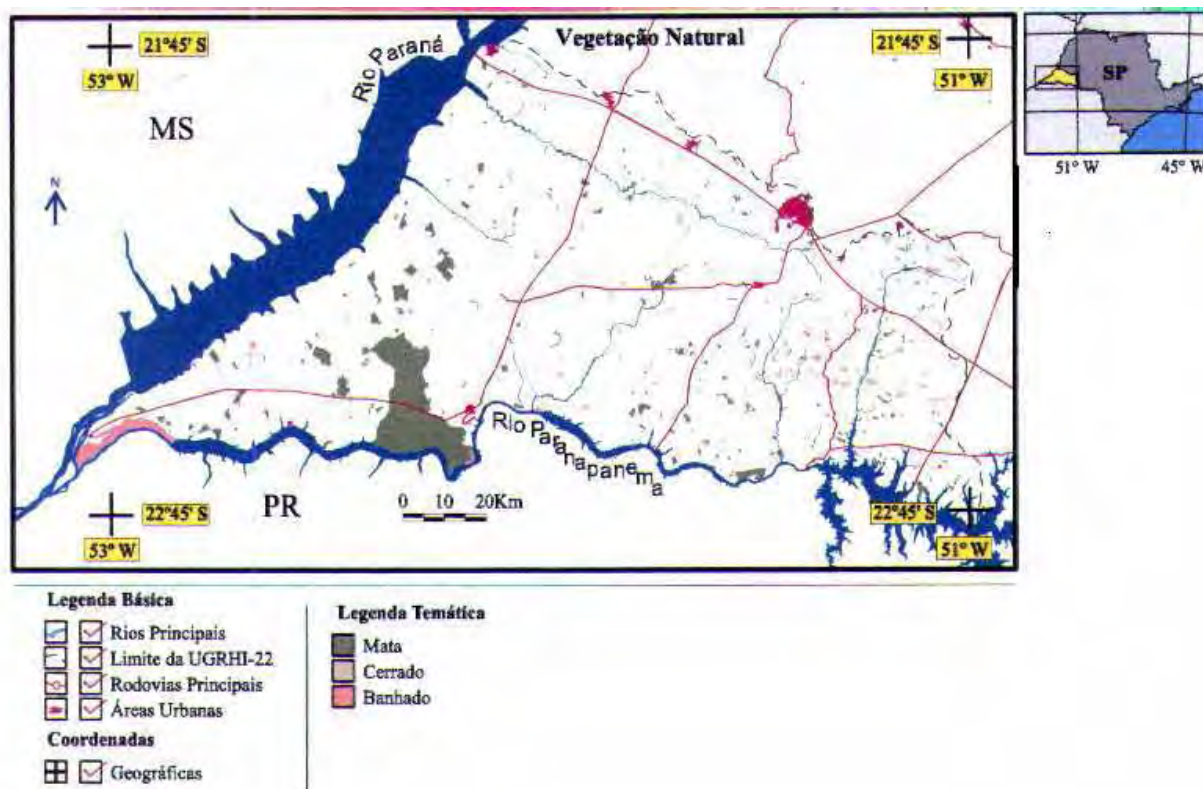 Vegetação Natural
21°45' S
53° W
21°45' S
51° W
Rio Paraná
MS
N
SP
51° W
45° W
Rio Paranapanema
PR
0 10 20Km
22°45' S
53° W
22°45' S
51° W
Legenda Básica
Rios Principais
Limite da UGRHI-22
Rodovias Principais
Áreas Urbanas
Coordenadas
Geográficas
Legenda Temática
Mata
Cerrado
Banhado